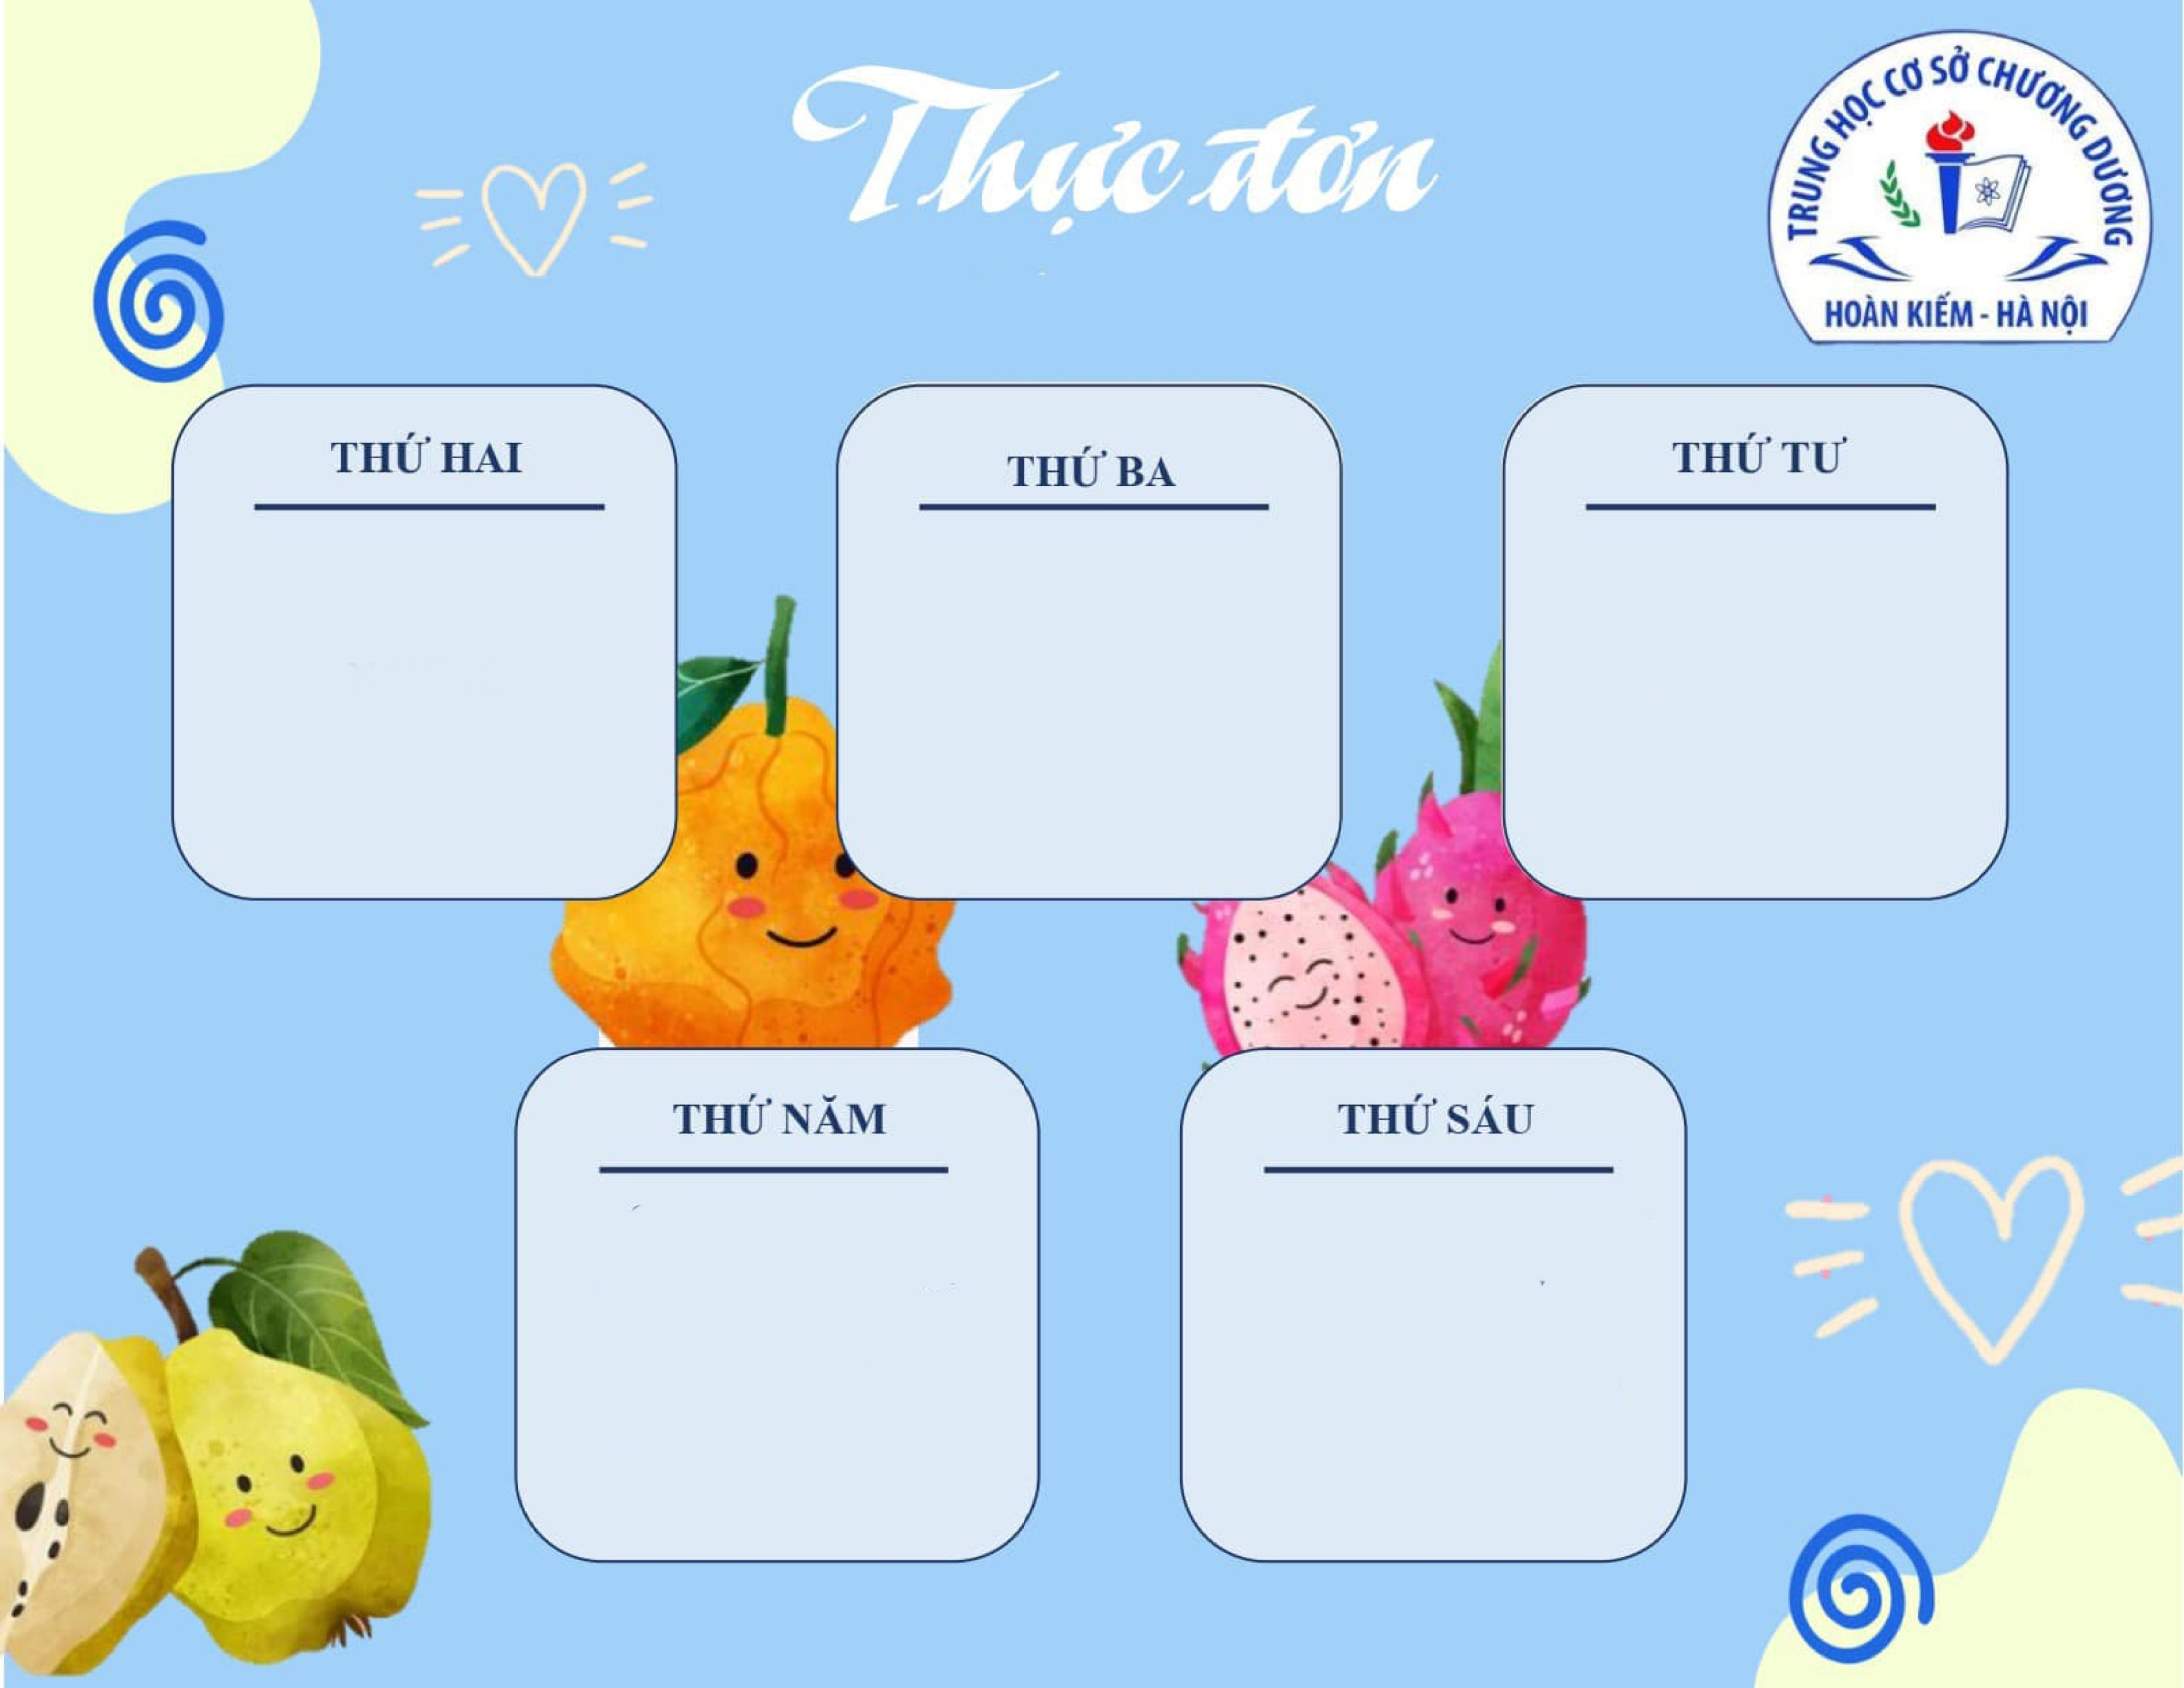 Thực đơn
TRUNG HỌC CƠ SỞ CHƯƠNG DƯƠNG
HOÀN KIẾM - HÀ NỘI
THỨ HAI
THỨ BA
THỨ TƯ
THỨ NĂM
THỨ SÁU